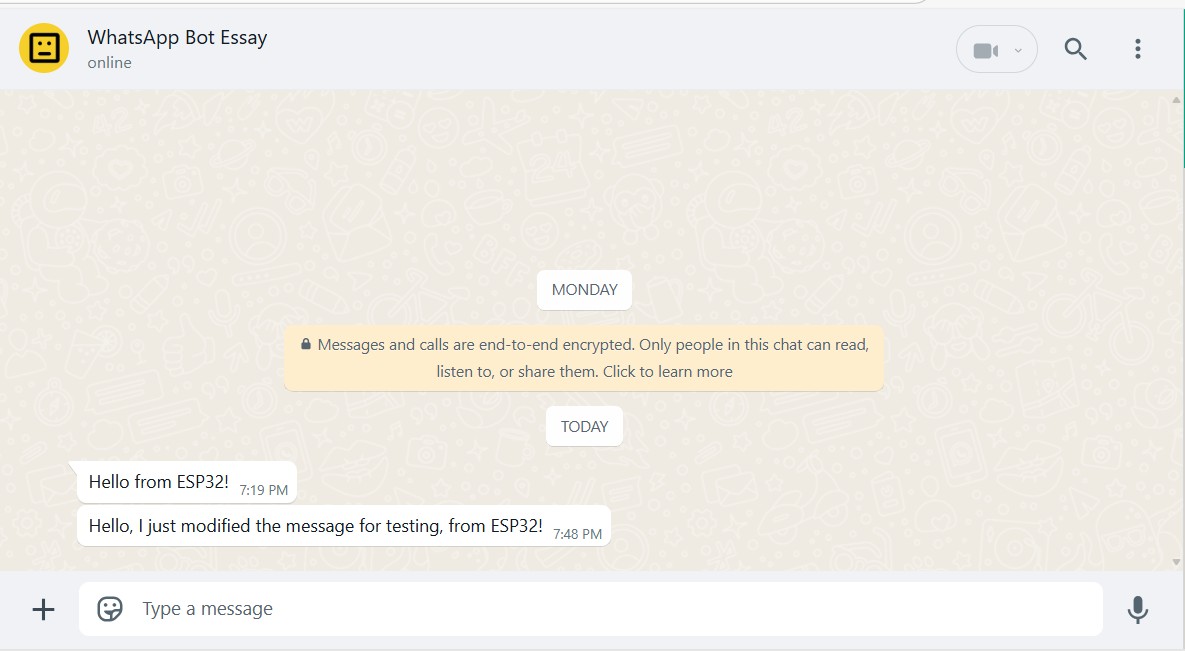 WhatsApp Bot Essay
online
MONDAY
Messages and calls are end-to-end encrypted. Only people in this chat can read,
listen to, or share them. Click to learn more
TODAY
Hello from ESP32! 7:19 PM
Hello, I just modified the message for testing, from ESP32! 7:48 PM
Type a message